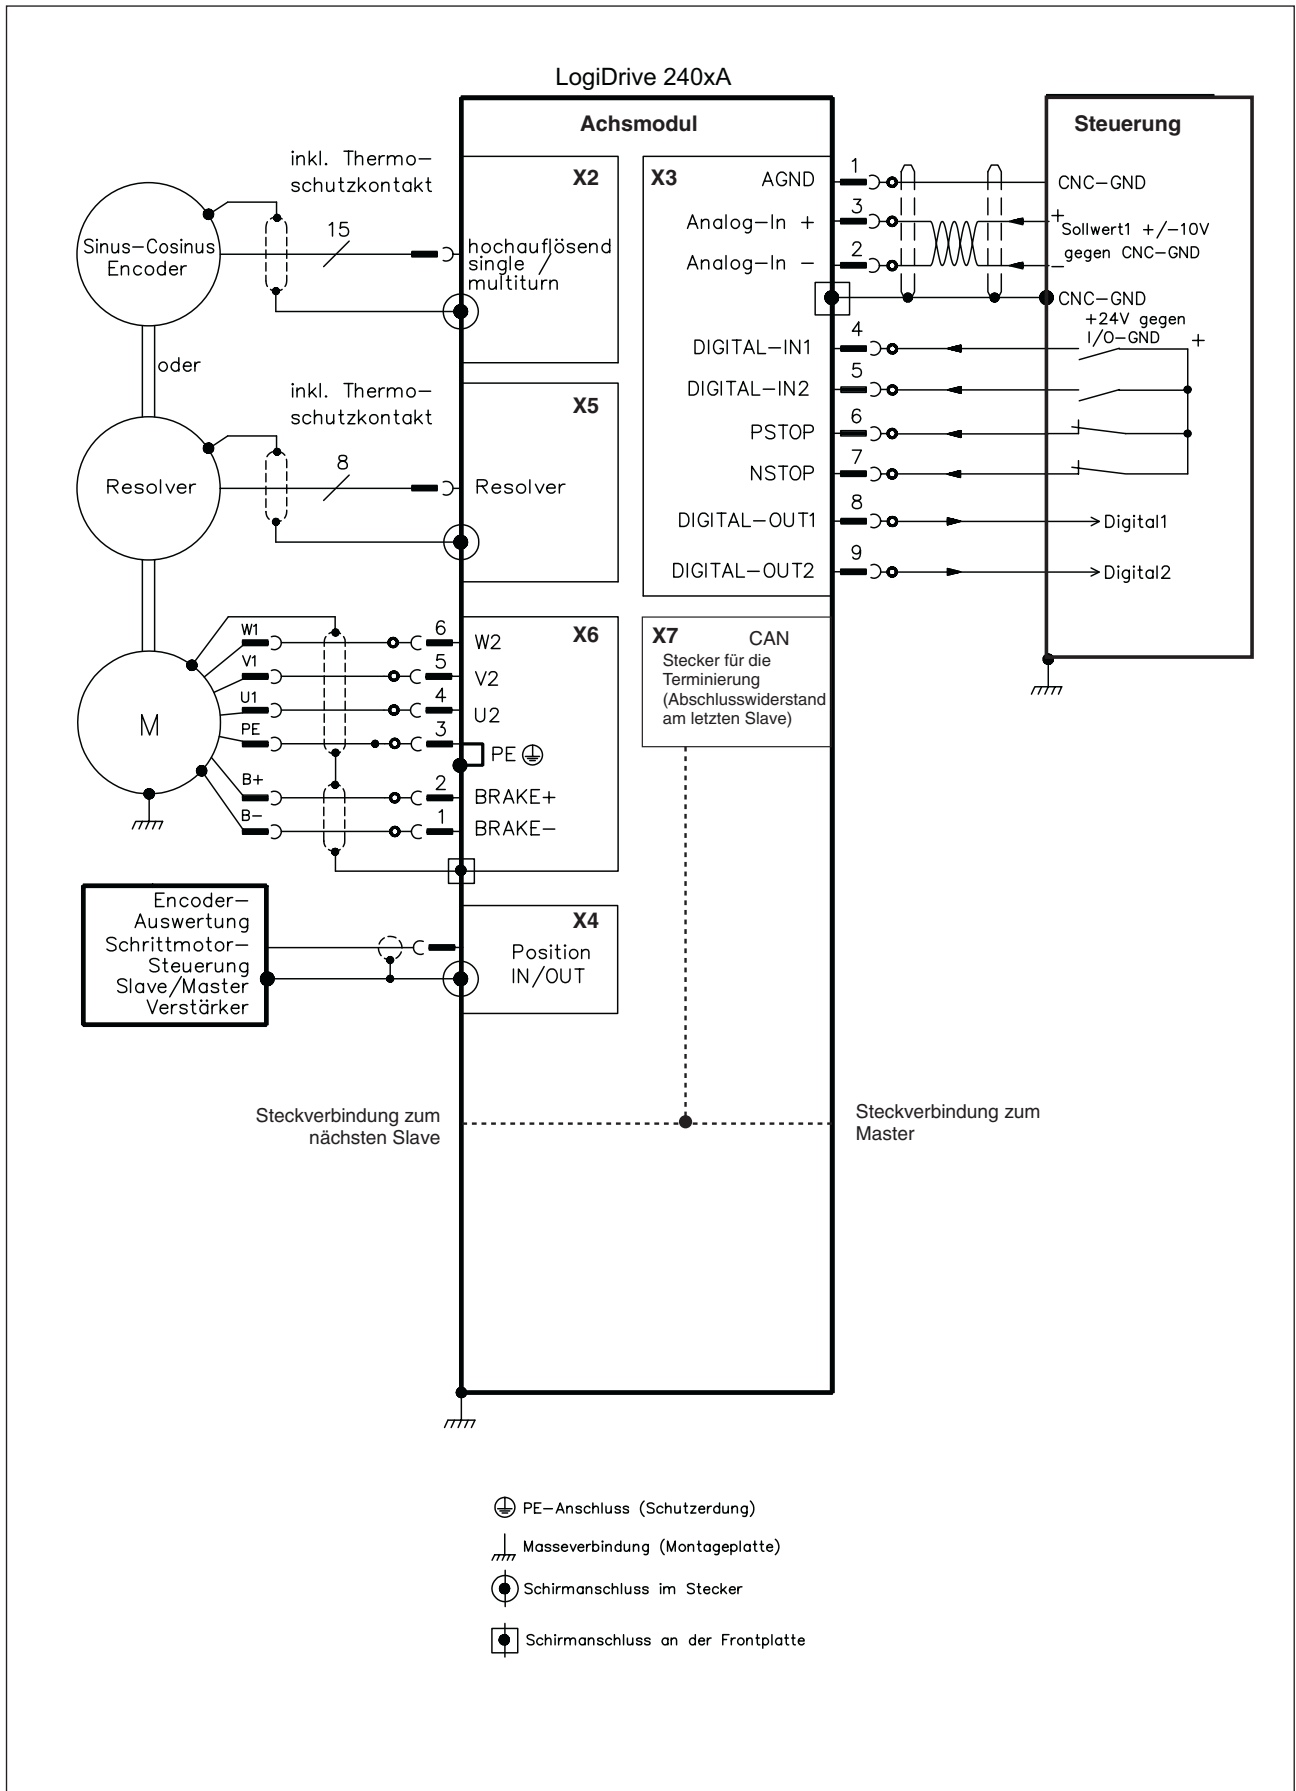 LogiDrive 240xA
Achsmodul
Steuerung
inkl. Thermo-
schutzkontakt
X2
Sinus-Cosinus
Encoder
15
hochauflösend
single /
multiturn
oder
inkl. Thermo-
schutzkontakt
X5
Resolver
8
Resolver
X6
W1
6
W2
V1
5
V2
U1
4
U2
M
PE
3
PE
B+
2
BRAKE+
B-
1
BRAKE-
Encoder-
Auswertung
Schrittmotor-
Steuerung
Slave/Master
Verstärker
X4
Position
IN/OUT
X3
AGND
1
CNC-GND
Analog-In +
3
+
Sollwert1 +/-10V
gegen CNC-GND
Analog-In -
2
-
CNC-GND
+24V gegen
I/O-GND
+
DIGITAL-IN1
4
DIGITAL-IN2
5
PSTOP
6
NSTOP
7
DIGITAL-OUT1
8
Digital1
DIGITAL-OUT2
9
Digital2
X7
CAN
Stecker für die
Terminierung
(Abschlusswiderstand
am letzten Slave)
Steckverbindung zum
nächsten Slave
Steckverbindung zum
Master
PE-Anschluss (Schutzerdung)
Masseverbindung (Montageplatte)
Schirmanschluss im Stecker
Schirmanschluss an der Frontplatte